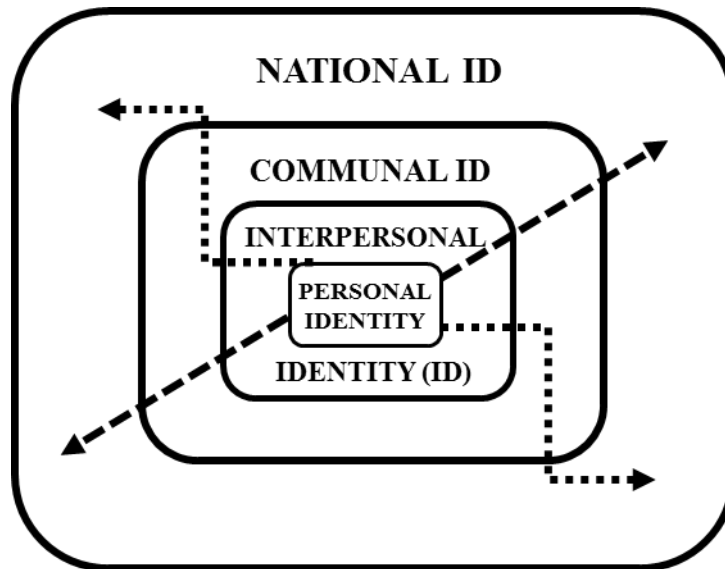 NATIONAL ID
COMMUNAL ID
INTERPERSONAL
PERSONAL
IDENTITY
IDENTITY (ID)